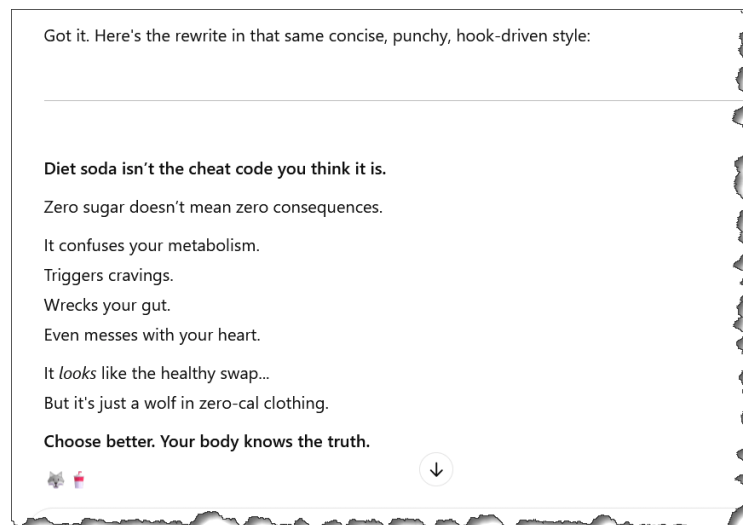 Got it. Here's the rewrite in that same concise, punchy, hook-driven style:
Diet soda isn't the cheat code you think it is.
Zero sugar doesn't mean zero consequences.
It confuses your metabolism.
Triggers cravings.
Wrecks your gut.
Even messes with your heart.
It looks like the healthy swap...
But it's just a wolf in zero-cal clothing.
Choose better. Your body knows the truth.
🐺🥤